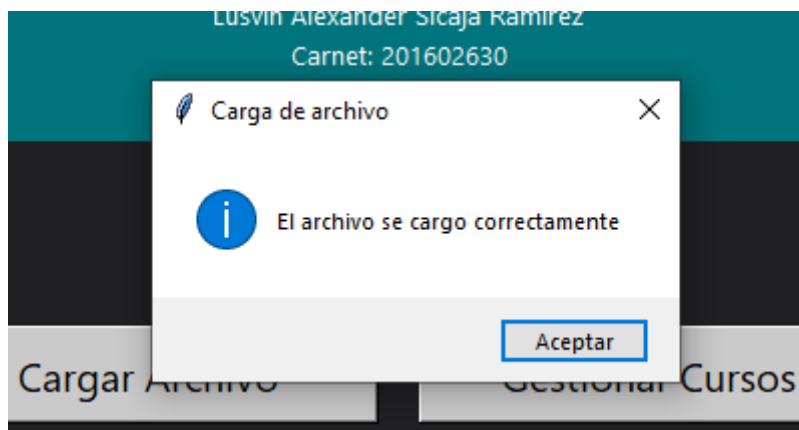 Lusvin Alexander Sicaja Ramirez
Carnet: 201602630
Carga de archivo
El archivo se cargo correctamente
Aceptar
Cargar Archivo
Gestionar Cursos